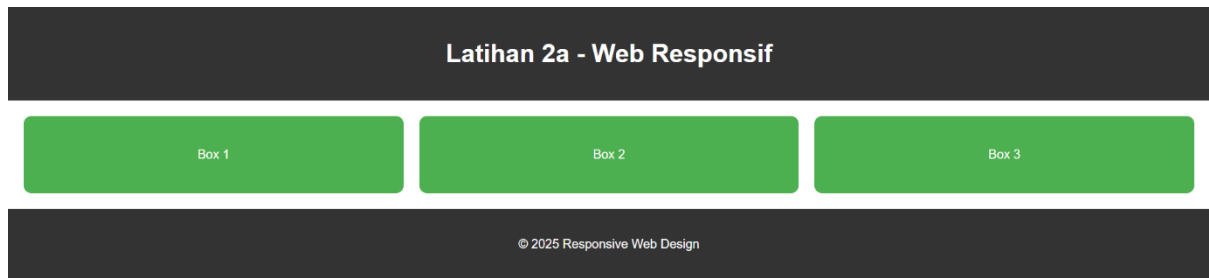 Latihan 2a - Web Responsif
Box 1
Box 2
Box 3
© 2025 Responsive Web Design